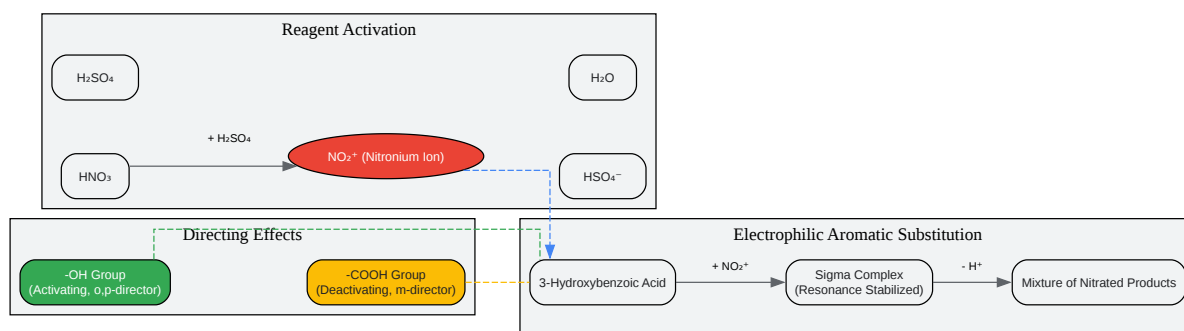 Reagent Activation
H₂SO₄
H₂O
+ H₂SO₄
NO₂⁺ (Nitronium Ion)
HNO₃
HSO₄⁻
Directing Effects
-OH Group
(Activating, o,p-director)
-COOH Group
(Deactivating, m-director)
Electrophilic Aromatic Substitution
3-Hydroxybenzoic Acid
+ NO₂⁺
Sigma Complex
(Resonance Stabilized)
- H⁺
Mixture of Nitrated Products